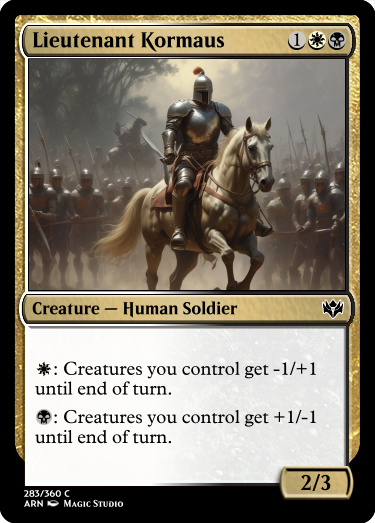 Lieutenant Kormaus 1
Creature — Human Soldier
: Creatures you control get -1/+1
until end of turn.
: Creatures you control get +1/-1
until end of turn.
2/3
283/360 C
ARN Magic Studio